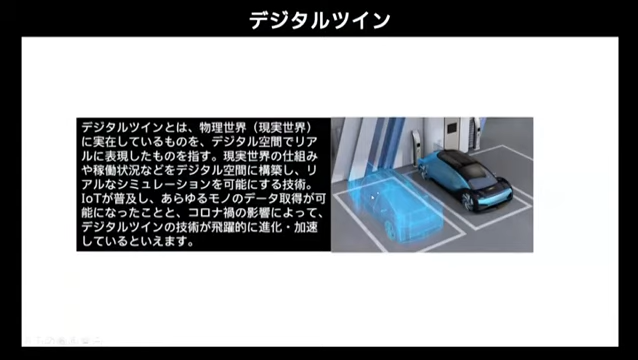 デジタルツイン
デジタルツインとは、物理世界（現実世界）
に実在しているものを、デジタル空間でリア
ルに表現したものを指す。現実世界の仕組み
や稼働状況などをデジタル空間に構築し、リ
アルなシミュレーションを可能にする技術。
IoTが普及し、あらゆるモノのデータ取得が可
能になったことと、コロナ禍の影響によって、
デジタルツインの技術が飛躍的に進化・加速
しているといえます。